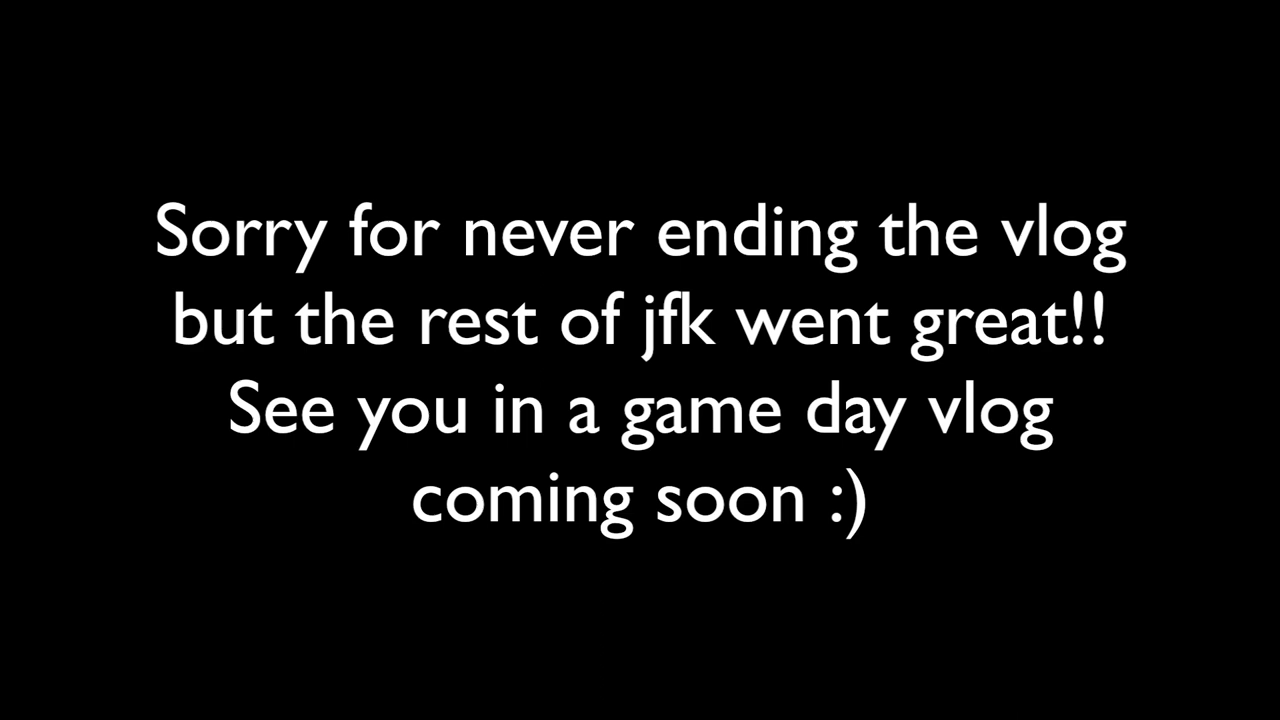 Sorry for never ending the vlog
but the rest of jfk went great!!
See you in a game day vlog
coming soon :)